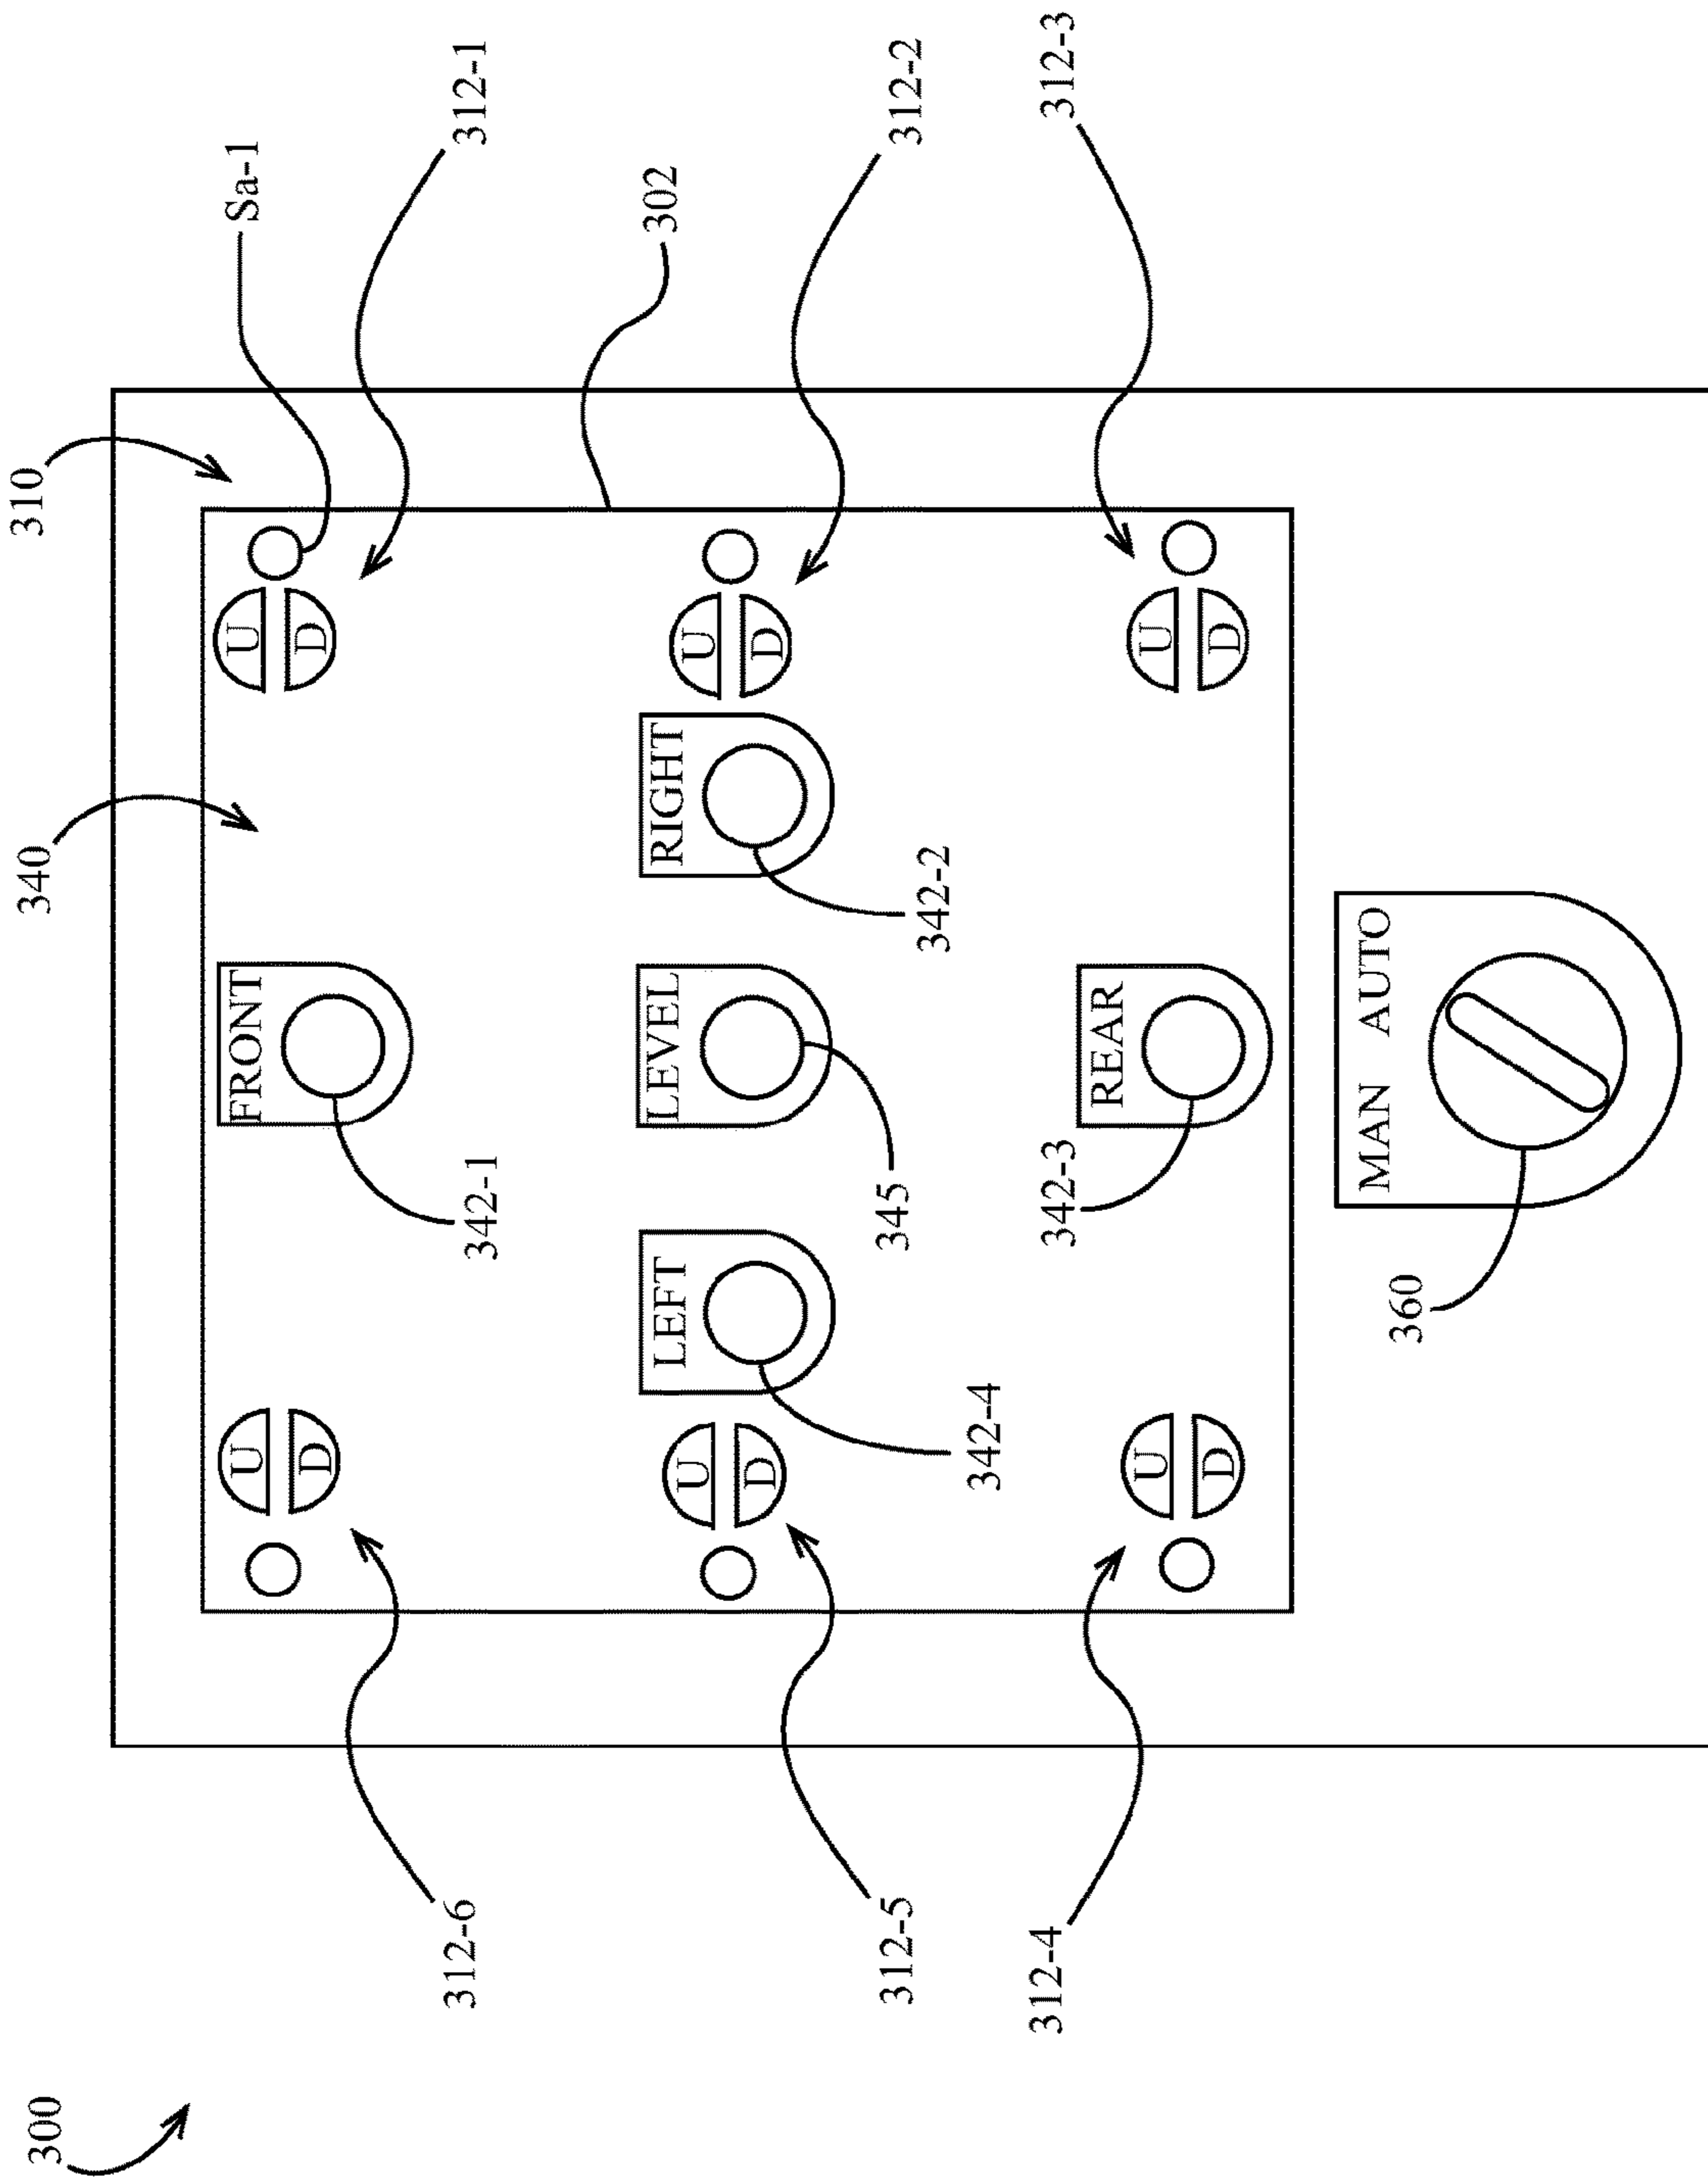 300
340
310
Sa-1
312-6
U
D
FRONT
U
D
312-1
342-1
302
312-5
U
D
LEFT
LEVEL
RIGHT
U
D
312-2
342-4
345
342-2
312-4
U
D
342-3
REAR
U
D
312-3
360
MAN AUTO